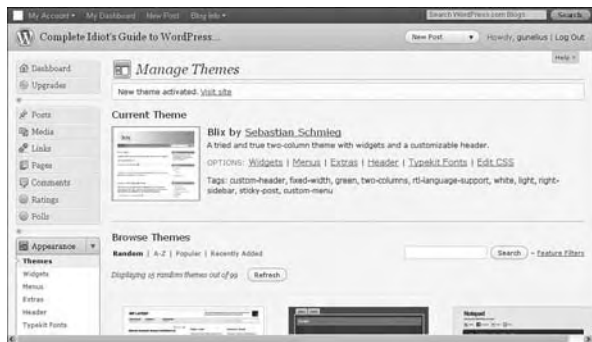 My Account ▾ My Dashboard New Post Blog Info ▾ Search WordPress.com Blogs Search
Complete Idiot's Guide to WordPress... New Post ▾ Howdy, gunelius | Log Out
Help ▾
Dashboard
Upgrades
Posts
Media
Links
Pages
Comments
Ratings
Polls
Appearance ▾
Themes
Widgets
Menus
Extras
Header
Typekit Fonts
Manage Themes
New theme activated. Visit site
Current Theme
Blix by Sebastian Schmieg
A tried and true two-column theme with widgets and a customizable header.
OPTIONS: Widgets | Menus | Extras | Header | Typekit Fonts | Edit CSS
Tags: custom-header, fixed-width, green, two-columns, rtl-language-support, white, light, right-
sidebar, sticky-post, custom-menu
Browse Themes
Random | A-Z | Popular | Recently Added
Search ▾ Feature Filters
Displaying 15 random themes out of 99 Refresh
Notepad